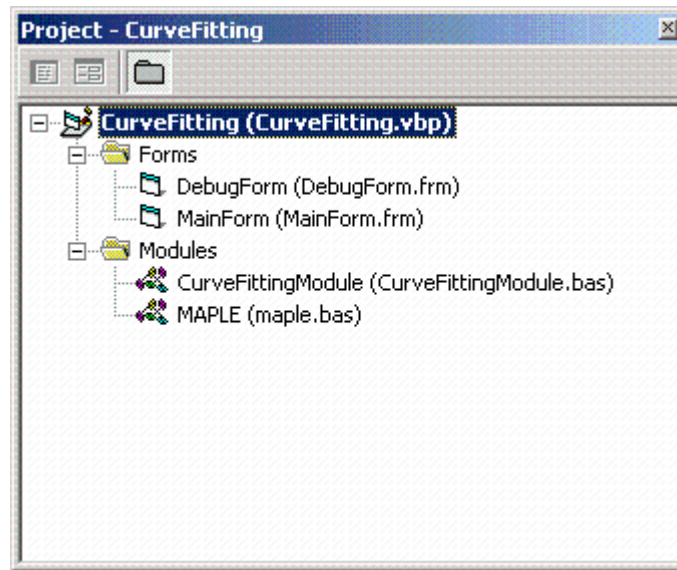 Project - CurveFitting
CurveFitting (CurveFitting.vbp)
Forms
DebugForm (DebugForm.frm)
MainForm (MainForm.frm)
Modules
CurveFittingModule (CurveFittingModule.bas)
MAPLE (maple.bas)